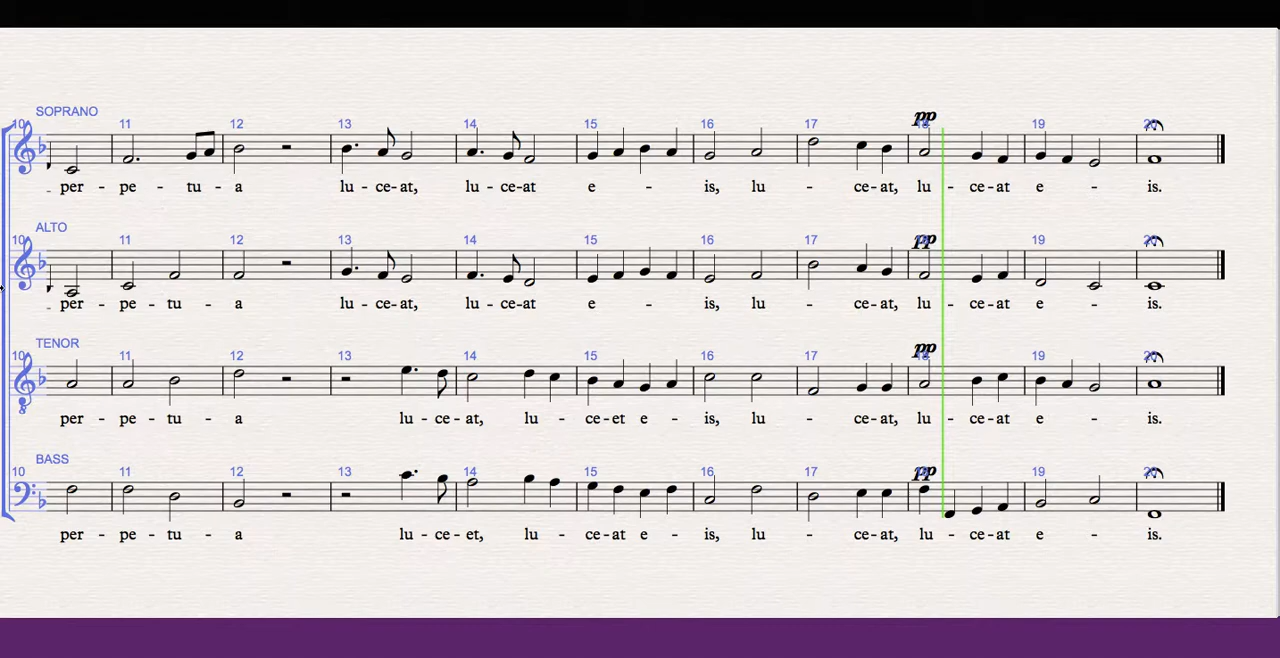 SOPRANO
10 11 12 13 14 15 16 17 18 19 20
pp
per - pe - tu - a lu - ce - at, lu - ce - at e - is, lu - ce - at, lu - ce - at e - is.
ALTO
10 11 12 13 14 15 16 17 18 19 20
pp
per - pe - tu - a lu - ce - at, lu - ce - at e - is, lu - ce - at, lu - ce - at e - is.
TENOR
10 11 12 13 14 15 16 17 18 19 20
pp
8
per - pe - tu - a lu - ce - at, lu - ce - et e - is, lu - ce - at, lu - ce - at e - is.
BASS
10 11 12 13 14 15 16 17 18 19 20
pp
per - pe - tu - a lu - ce - et, lu - ce - at e - is, lu - ce - at, lu - ce - at e - is.